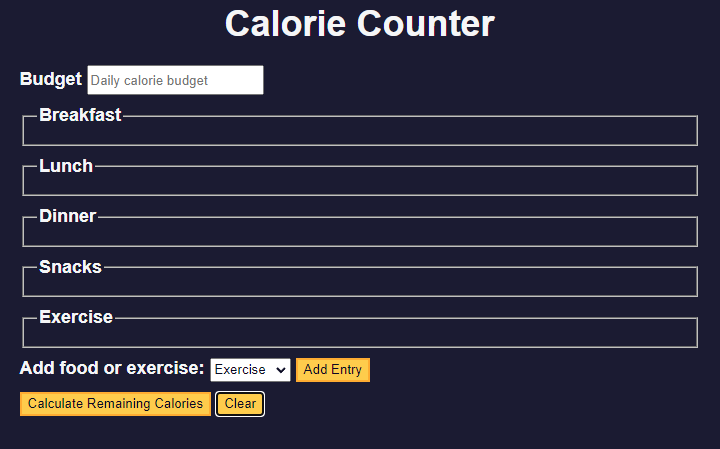 Calorie Counter
Budget Daily calorie budget
Breakfast
Lunch
Dinner
Snacks
Exercise
Add food or exercise: Exercise Add Entry
Calculate Remaining Calories Clear